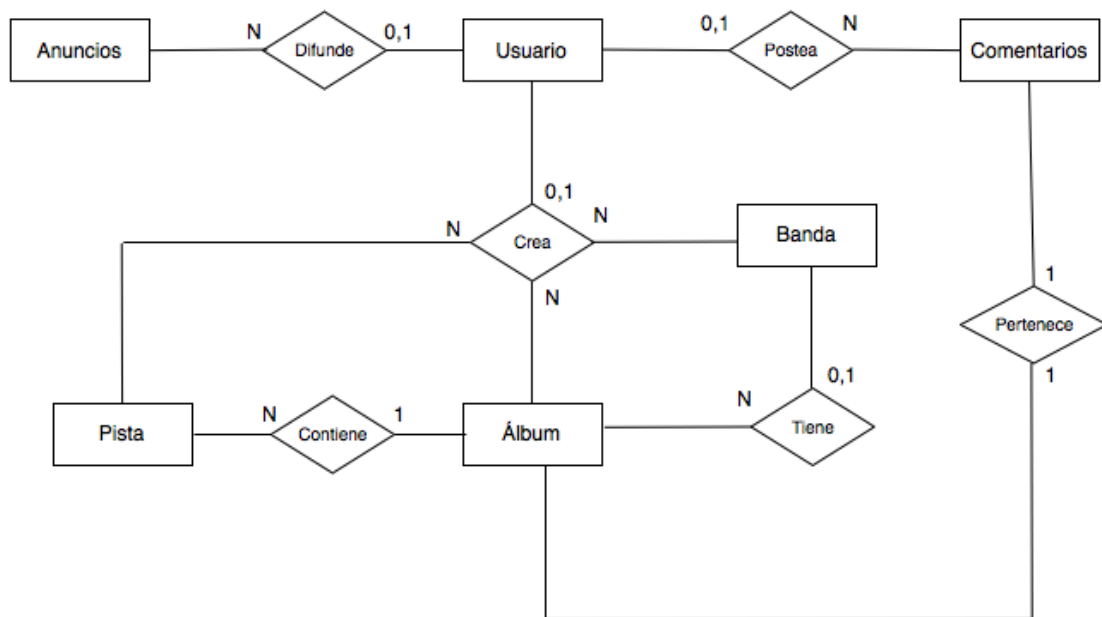 Anuncios
N
Difunde
0,1
Usuario
0,1
Postea
N
Comentarios
0,1
N
Crea
N
Banda
N
1
Pertenece
1
0,1
Pista
N
Contiene
1
Álbum
N
Tiene